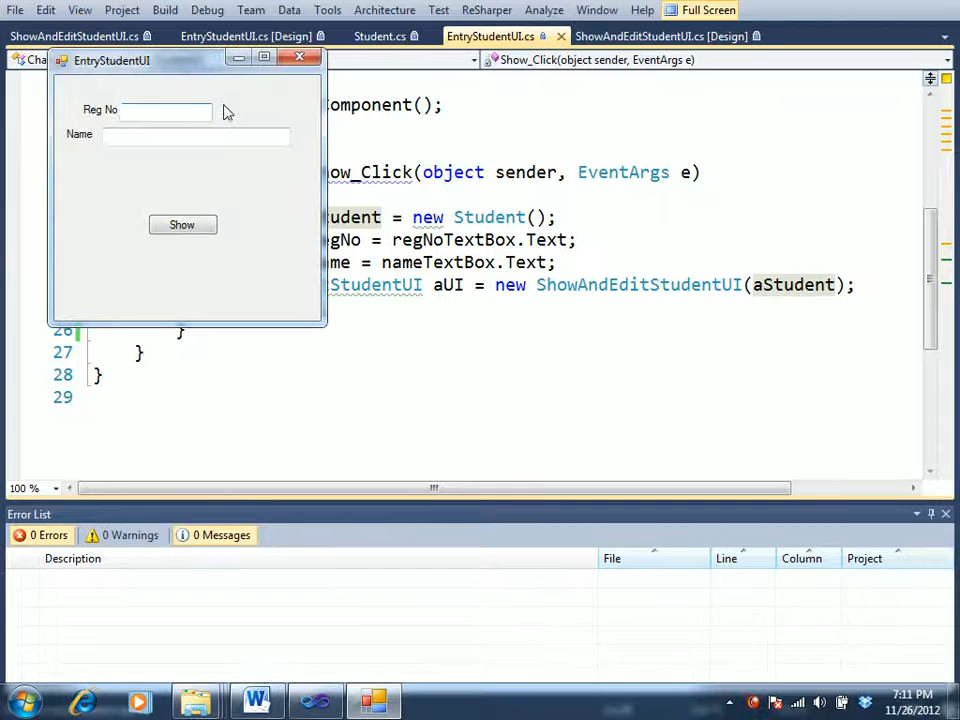 File Edit View Project Build Debug Team Data Tools Architecture Test ReSharper Analyze Window Help Full Screen
ShowAndEditStudentUI.cs EntryStudentUI.cs [Design] Student.cs EntryStudentUI.cs ShowAndEditStudentUI.cs [Design]
EntryStudentUI
Show_Click(object sender, EventArgs e)
omponent();
Reg No
Name
ow_Click(object sender, EventArgs e)
tudent = new Student();
Show
gNo = regNoTextBox.Text;
me = nameTextBox.Text;
StudentUI aUI = new ShowAndEditStudentUI(aStudent);
26 }
27 }
28 }
29
100 %
Error List
0 Errors 0 Warnings 0 Messages
Description File Line Column Project
7:11 PM
11/26/2012